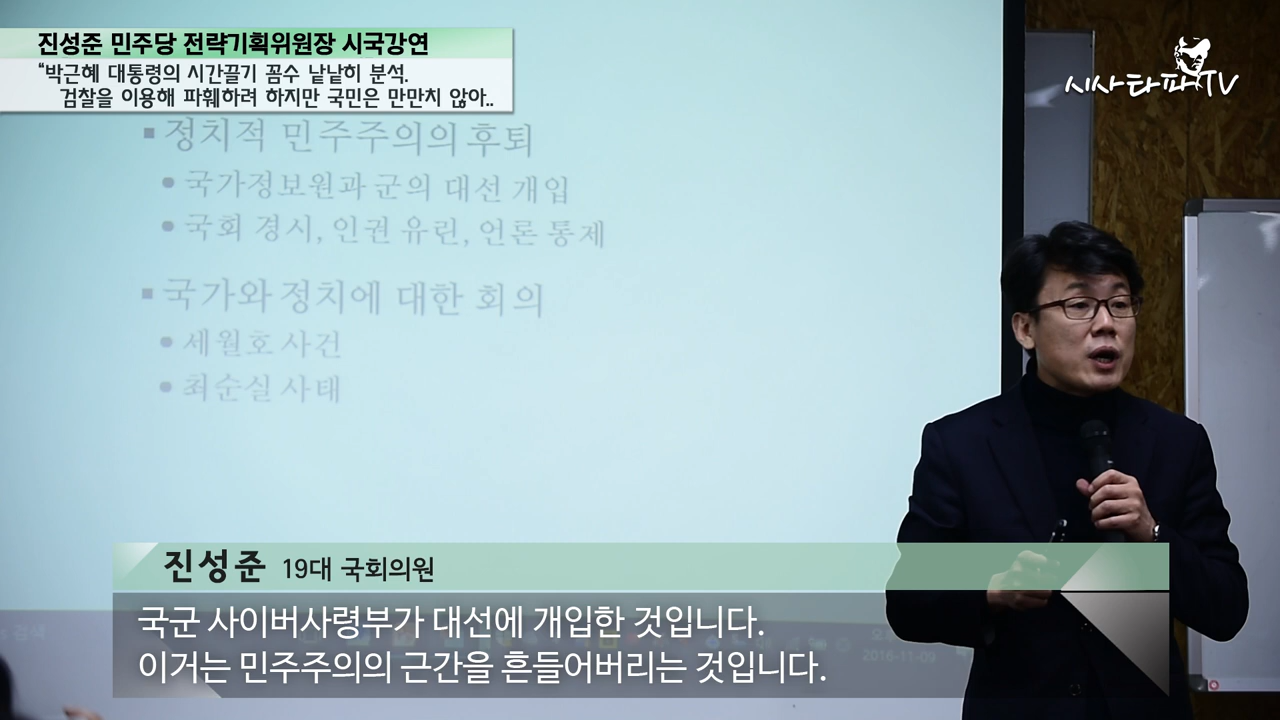 진성준 민주당 전략기획위원장 시국강연
“박근혜 대통령의 시간끌기 꼼수 낱낱히 분석.
검찰을 이용해 파훼하려 하지만 국민은 만만치 않아..
시사타파TV
▪ 정치적 민주주의의 후퇴
• 국가정보원과 군의 대선 개입
• 국회 경시, 인권 유린, 언론 통제
▪ 국가와 정치에 대한 회의
• 세월호 사건
• 최순실 사태
진성준 19대 국회의원
국군 사이버사령부가 대선에 개입한 것입니다.
이거는 민주주의의 근간을 흔들어버리는 것입니다.
검색
2016-11-09